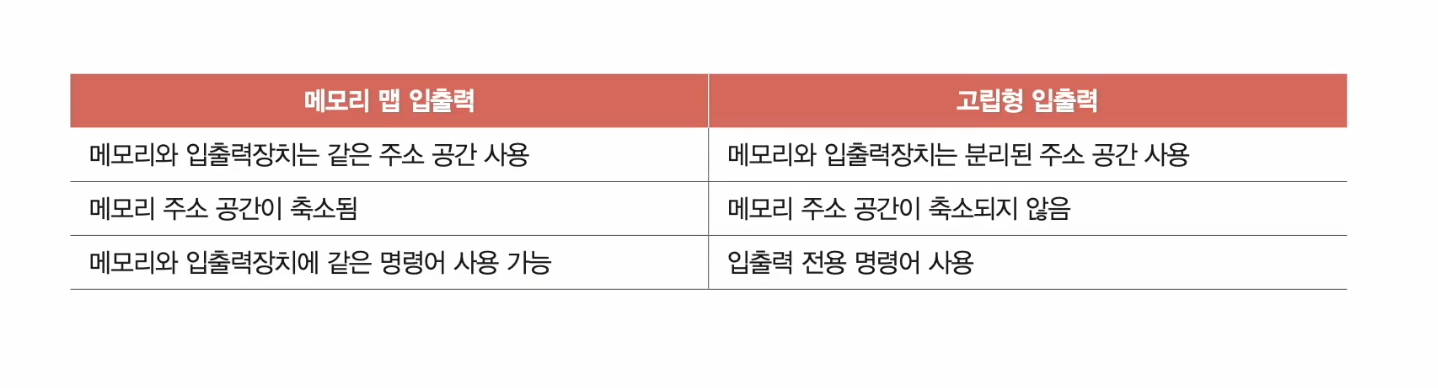 메모리 맵 입출력
고립형 입출력
메모리와 입출력장치는 같은 주소 공간 사용
메모리와 입출력장치는 분리된 주소 공간 사용
메모리 주소 공간이 축소됨
메모리 주소 공간이 축소되지 않음
메모리와 입출력장치에 같은 명령어 사용 가능
입출력 전용 명령어 사용